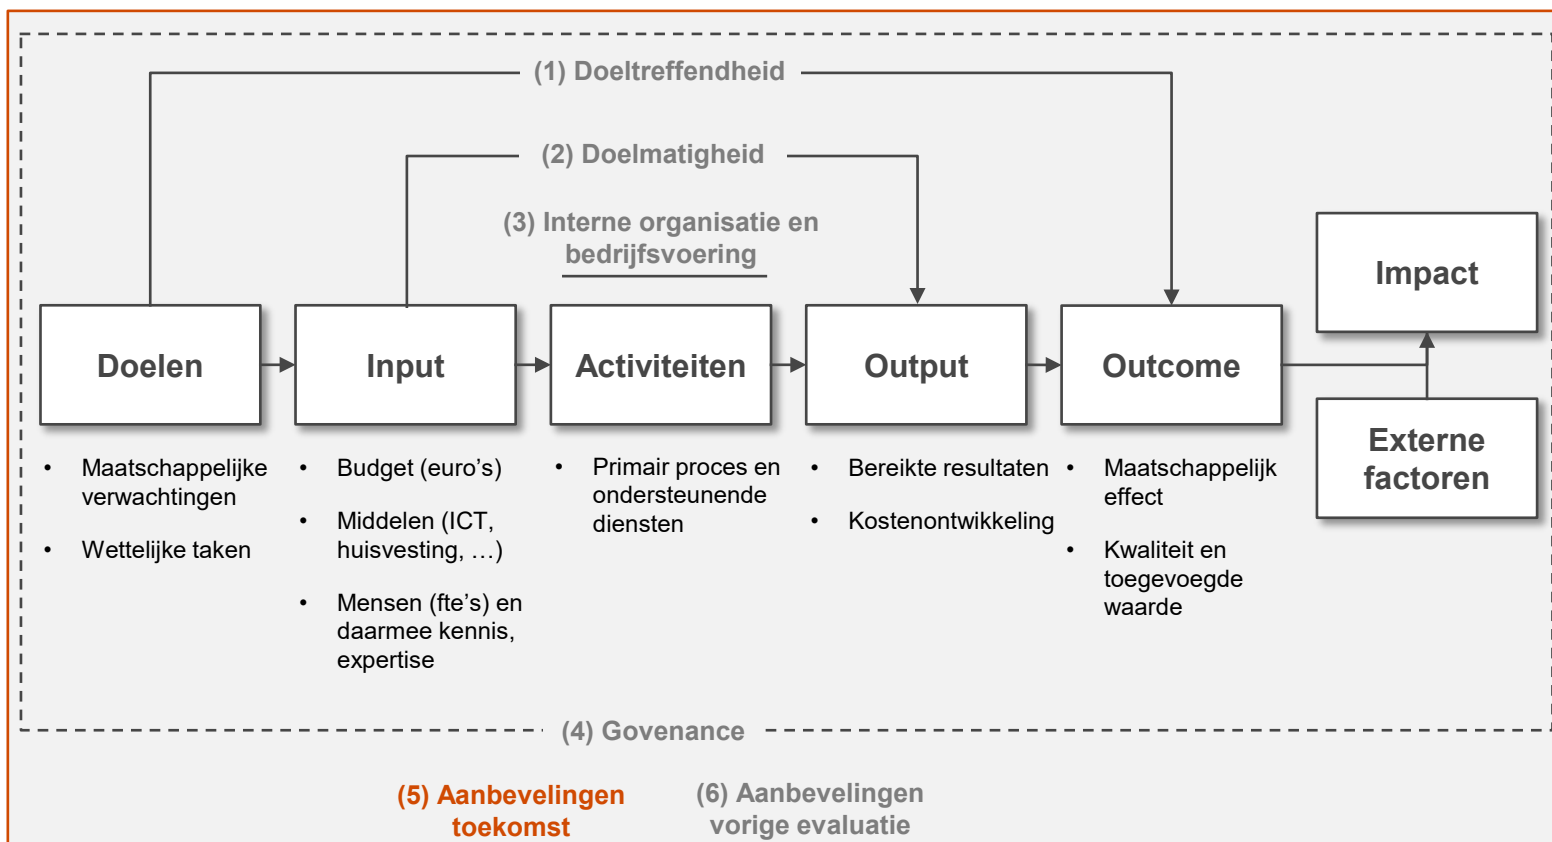 (1) Doeltreffendheid
(2) Doelmatigheid
(3) Interne organisatie en
bedrijfsvoering
Doelen
Input
Activiteiten
Output
Outcome
Impact
Externe
factoren
• Maatschappelijke
verwachtingen
• Wettelijke taken
• Budget (euro’s)
• Middelen (ICT,
huisvesting, …)
• Mensen (fte’s) en
daarmee kennis,
expertise
• Primair proces en
ondersteunende
diensten
• Bereikte resultaten
• Kostenontwikkeling
• Maatschappelijk
effect
• Kwaliteit en
toegevoegde
waarde
(4) Govenance
(5) Aanbevelingen
toekomst
(6) Aanbevelingen
vorige evaluatie